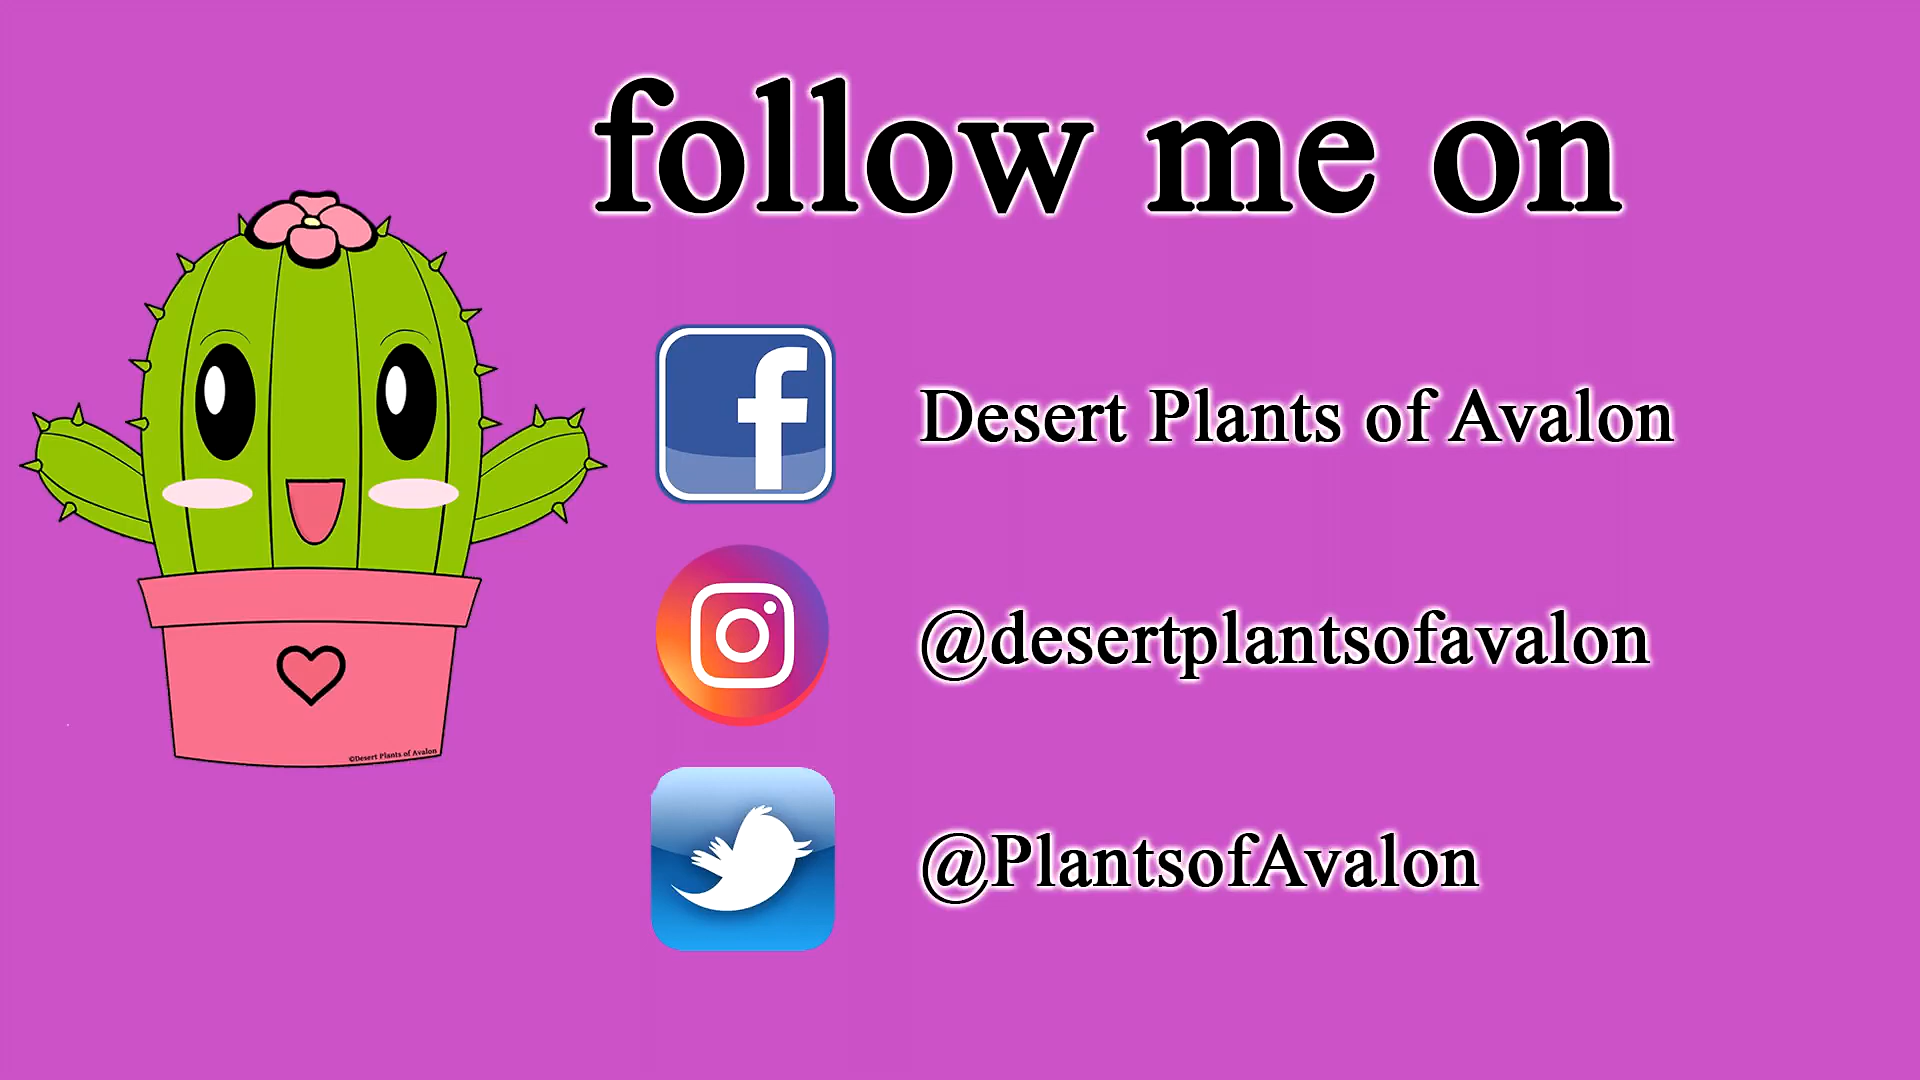 follow me on
Desert Plants of Avalon
@desertplantsofavalon
@PlantsofAvalon
©Desert Plants of Avalon